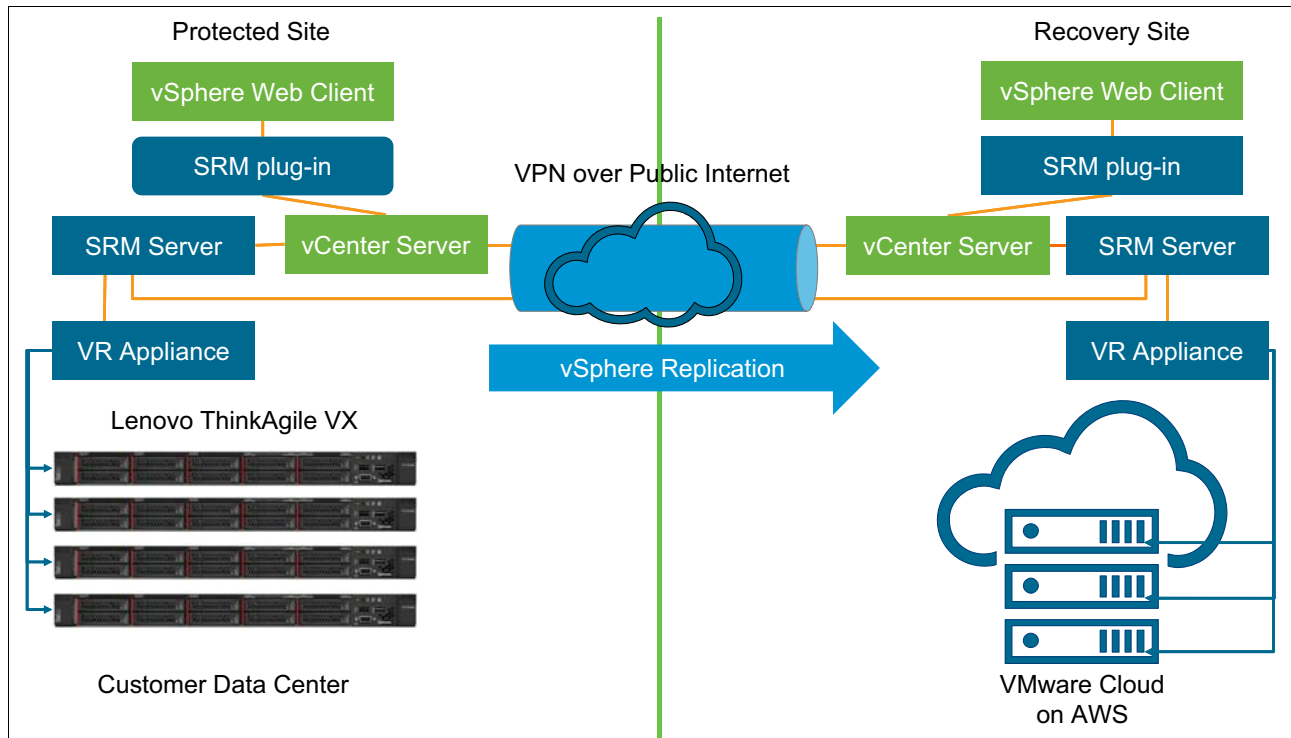 Protected Site
Recovery Site
vSphere Web Client
vSphere Web Client
SRM plug-in
SRM plug-in
VPN over Public Internet
SRM Server
vCenter Server
vCenter Server
SRM Server
VR Appliance
vSphere Replication
VR Appliance
Lenovo ThinkAgile VX
Customer Data Center
VMware Cloud
on AWS